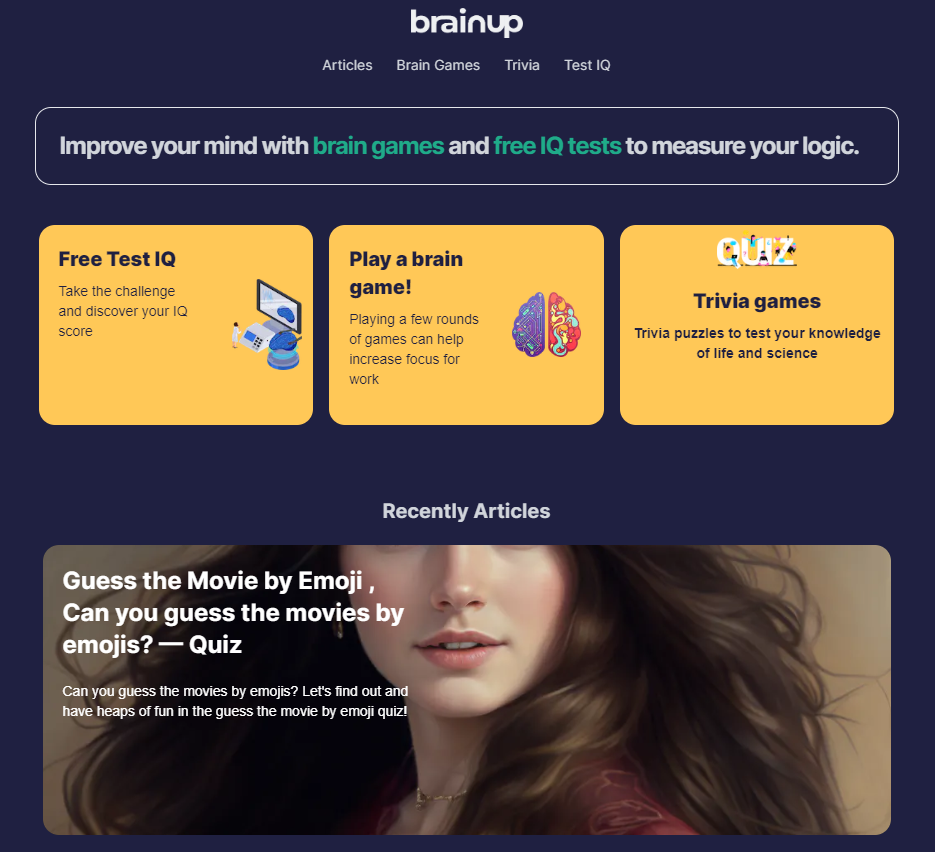 brainup
Articles Brain Games Trivia Test IQ
Improve your mind with brain games and free IQ tests to measure your logic.
Free Test IQ
Take the challenge
and discover your IQ
score
Play a brain
game!
Playing a few rounds
of games can help
increase focus for
work
QUIZ
Trivia games
Trivia puzzles to test your knowledge
of life and science
Recently Articles
Guess the Movie by Emoji ,
Can you guess the movies by
emojis? — Quiz
Can you guess the movies by emojis? Let's find out and
have heaps of fun in the guess the movie by emoji quiz!